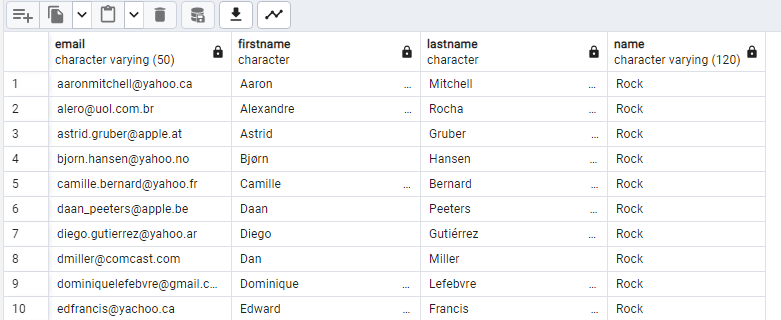 email firstname lastname name
character varying (50) character character character varying (120)
1 aaronmitchell@yahoo.ca Aaron ... Mitchell ... Rock
2 alero@uol.com.br Alexandre ... Rocha ... Rock
3 astrid.gruber@apple.at Astrid Gruber ... Rock
4 bjorn.hansen@yahoo.no Bjørn Hansen ... Rock
5 camille.bernard@yahoo.fr Camille ... Bernard ... Rock
6 daan_peeters@apple.be Daan Peeters ... Rock
7 diego.gutierrez@yahoo.ar Diego Gutiérrez ... Rock
8 dmiller@comcast.com Dan Miller Rock
9 dominiquelefebvre@gmail.c... Dominique ... Lefebvre ... Rock
10 edfrancis@yachoo.ca Edward ... Francis ... Rock